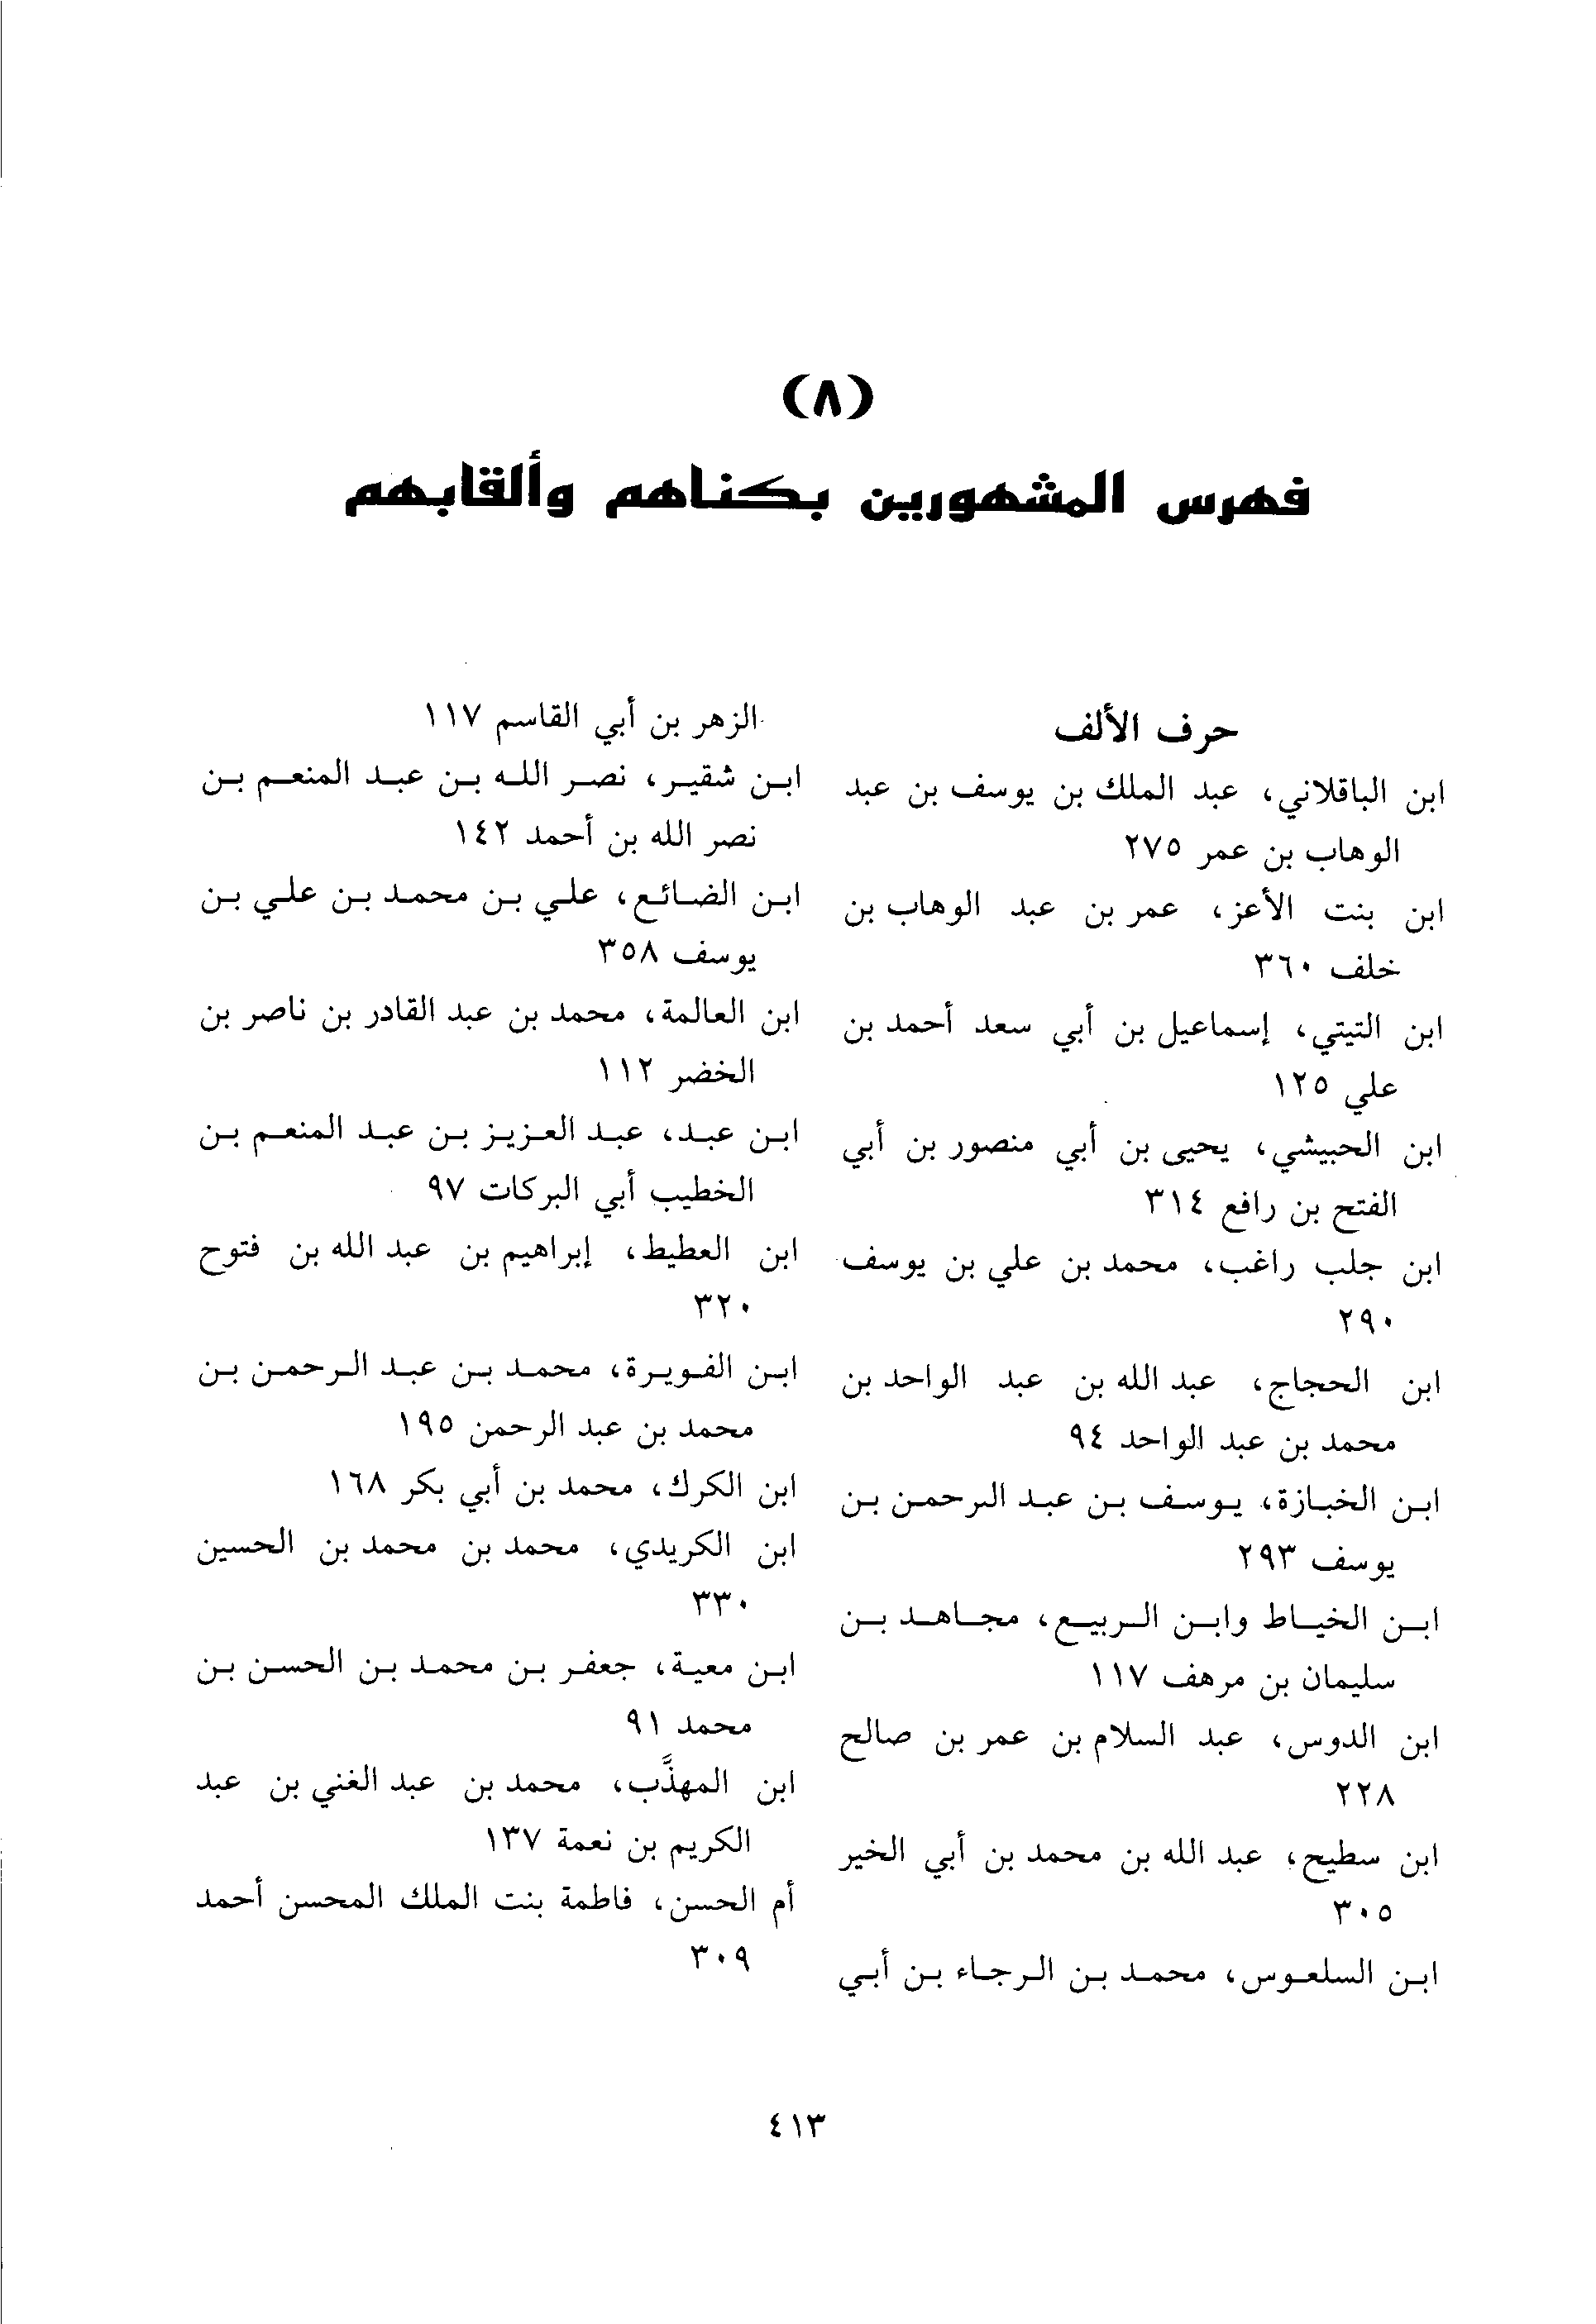 (٨)
فهرس المشهورين بكناهم وألقابهم
حرف الألف
ابن الباقلاني، عبد الملك بن يوسف بن عبد
الوهاب بن عمر ٢٧٥
ابن بنت الأعز، عمر بن عبد الوهاب بن
خلف ٣٦٠
ابن التيتي، إسماعيل بن أبي سعد أحمد بن
علي ١٢٥
ابن الحبيشي، يحيى بن أبي منصور بن أبي
الفتح بن رافع ٣١٤
ابن جلب راغب، محمد بن علي بن يوسف
٢٩٠
ابن الحجاج، عبد الله بن عبد الواحد بن
محمد بن عبد الواحد ٩٤
ابن الخبازة، يوسف بن عبد الرحمن بن
يوسف ٢٩٣
ابن الخياط وابن الربيع، مجاهد بن
سليمان بن مرهف ١١٧
ابن الدوس، عبد السلام بن عمر بن صالح
٢٢٨
ابن سطيح، عبد الله بن محمد بن أبي الخير
٣٠٥
ابن السلعوس، محمد بن الرجاء بن أبي
الزهر بن أبي القاسم ١١٧
ابن شقير، نصر الله بن عبد المنعم بن
نصر الله بن أحمد ١٤٢
ابن الضائع، علي بن محمد بن علي بن
يوسف ٣٥٨
ابن العالمة، محمد بن عبد القادر بن ناصر بن
الخضر ١١٢
ابن عبد، عبد العزيز بن عبد المنعم بن
الخطيب أبي البركات ٩٧
ابن العطيط، إبراهيم بن عبد الله بن فتوح
٣٢٠
ابن الفويرة، محمد بن عبد الرحمن بن
محمد بن عبد الرحمن ١٩٥
ابن الكرك، محمد بن أبي بكر ١٦٨
ابن الكريدي، محمد بن محمد بن الحسين
٣٣٠
ابن معية، جعفر بن محمد بن الحسن بن
محمد ٩١
ابن المهذَّب، محمد بن عبد الغني بن عبد
الكريم بن نعمة ١٣٧
أم الحسن، فاطمة بنت الملك المحسن أحمد
٣٠٩
٤١٣